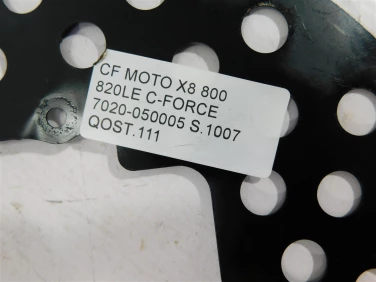 CF MOTO X8 800
820LE C-FORCE
7020-050005 S.1007
QOST.111